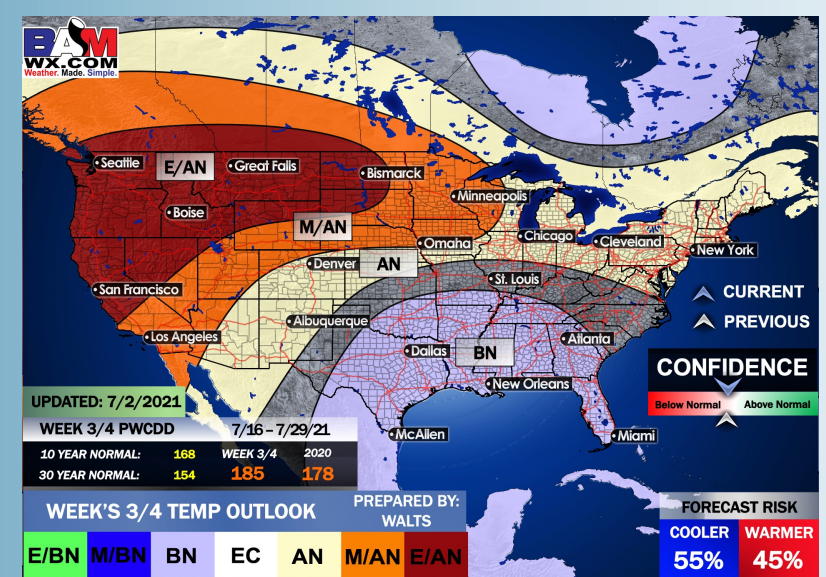 BAM
WX.COM
Weather. Made. Simple.
Seattle
E/AN
Great Falls
Bismarck
Minneapolis
Boise
M/AN
Omaha
Chicago
Cleveland
New York
Denver
AN
St. Louis
San Francisco
CURRENT
PREVIOUS
Albuquerque
Los Angeles
Atlanta
Dallas
BN
New Orleans
CONFIDENCE
Below Normal
Above Normal
McAllen
Miami
UPDATED: 7/2/2021
WEEK 3/4 PWCDD 7/16 - 7/29/21
10 YEAR NORMAL: 168 WEEK 3/4 2020
30 YEAR NORMAL: 154 185 178
WEEK'S 3/4 TEMP OUTLOOK
PREPARED BY:
WALTS
E/BN M/BN BN EC AN M/AN E/AN
FORECAST RISK
COOLER WARMER
55% 45%